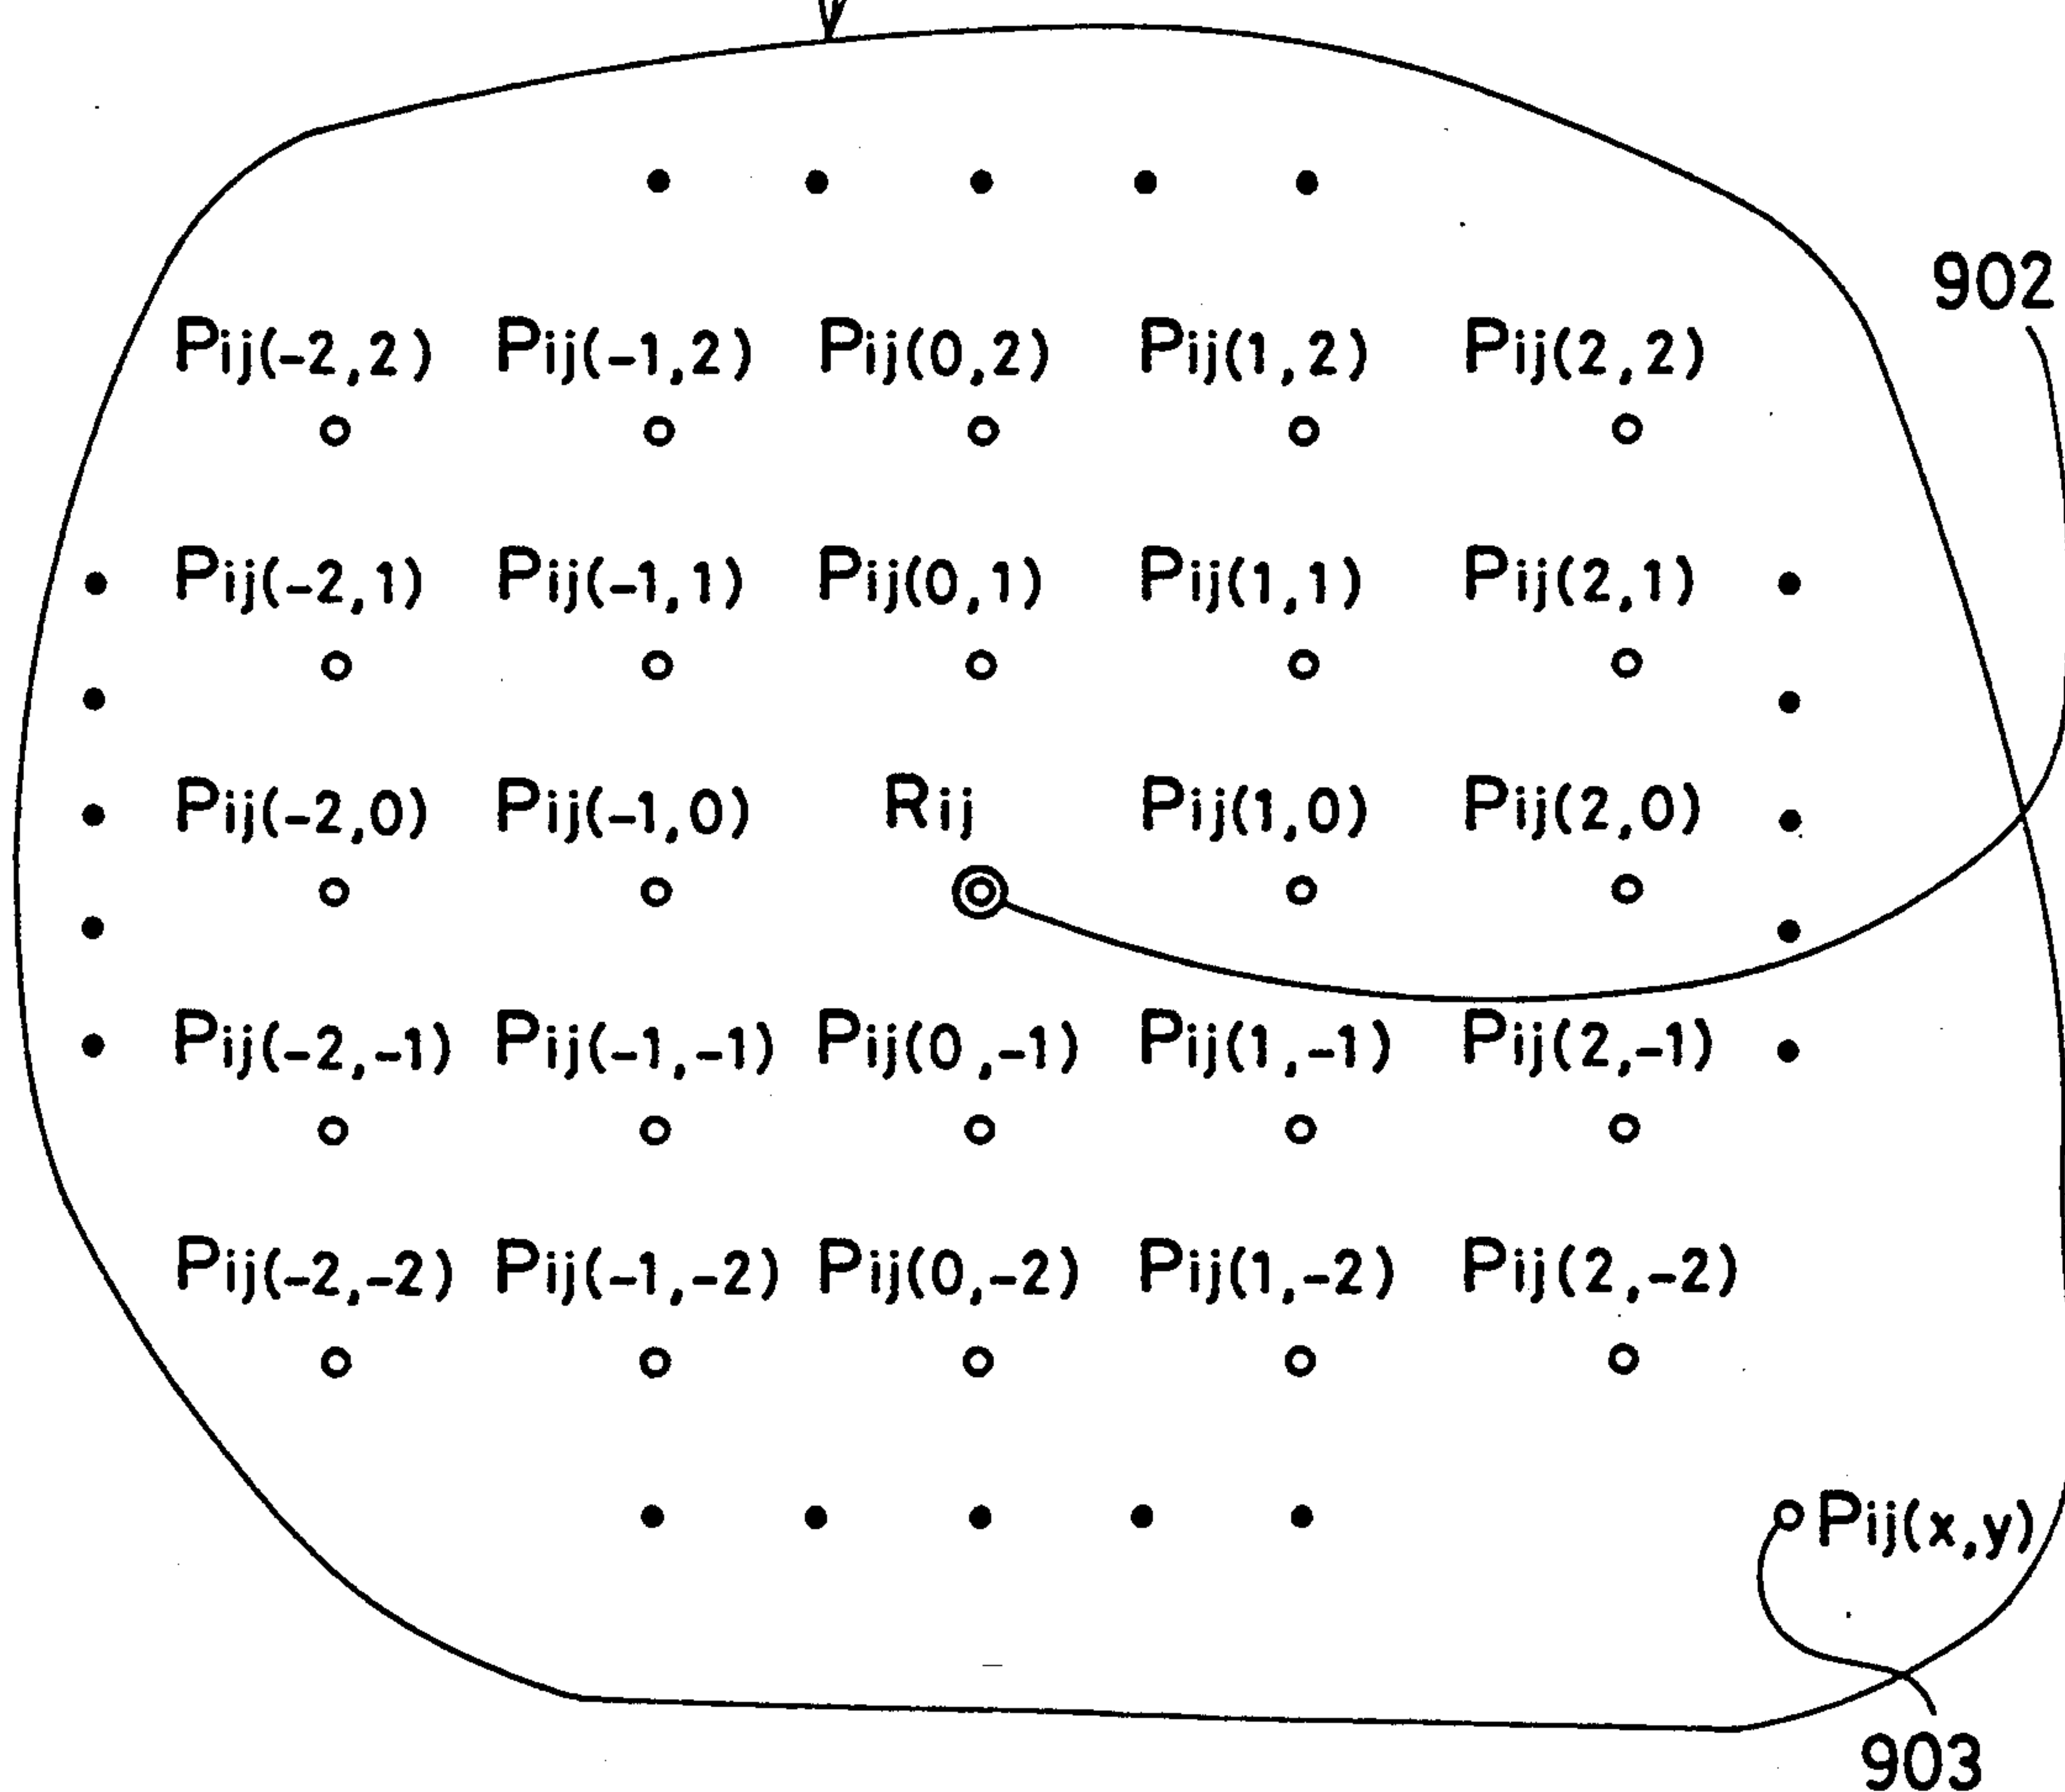 902
Pij(-2,2) Pij(-1,2) Pij(0,2) Pij(1,2) Pij(2,2)
Pij(-2,1) Pij(-1,1) Pij(0,1) Pij(1,1) Pij(2,1)
Pij(-2,0) Pij(-1,0) Rij Pij(1,0) Pij(2,0)
Pij(-2,-1) Pij(-1,-1) Pij(0,-1) Pij(1,-1) Pij(2,-1)
Pij(-2,-2) Pij(-1,-2) Pij(0,-2) Pij(1,-2) Pij(2,-2)
Pij(x,y)
903